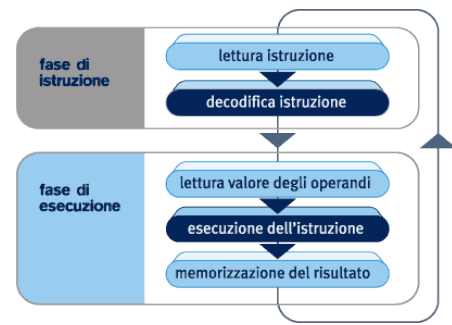 fase di
istruzione
lettura istruzione
decodifica istruzione
fase di
esecuzione
lettura valore degli operandi
esecuzione dell'istruzione
memorizzazione del risultato